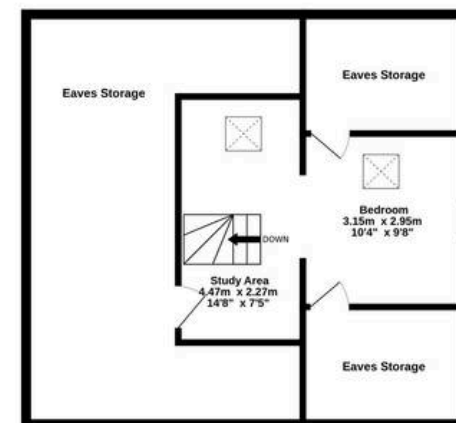 Eaves Storage
Eaves Storage
Bedroom
3.15m x 2.95m
10'4" x 9'8"
DOWN
Study Area
4.47m x 2.27m
14'8" x 7'5"
Eaves Storage